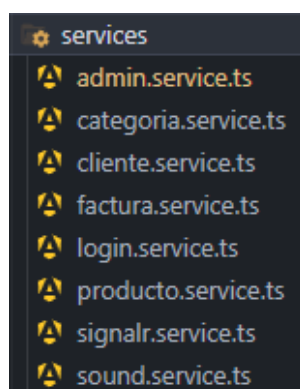 services
admin.service.ts
categoria.service.ts
cliente.service.ts
factura.service.ts
login.service.ts
producto.service.ts
signalr.service.ts
sound.service.ts